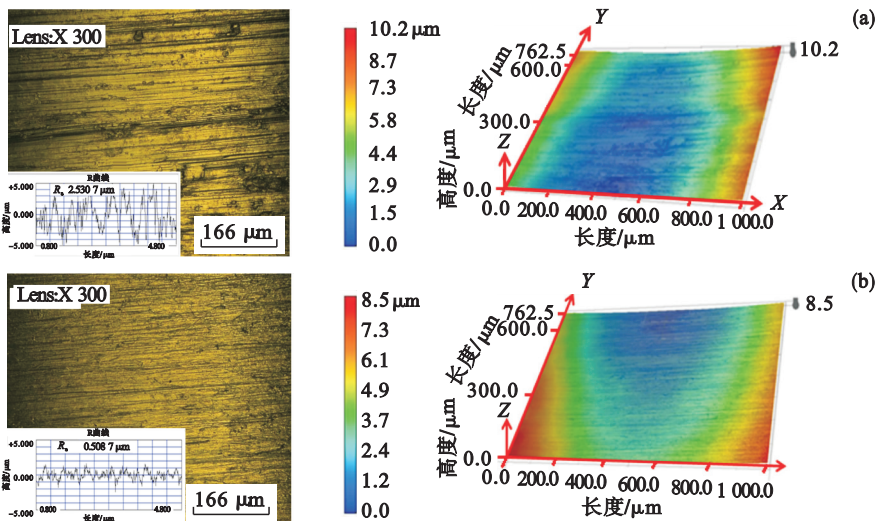 Lens:X 300
R曲线
Ra 2.530 7 μm
+5.000
0.000
−5.000
高度/μm
0.800
4.800
长度/μm
166 μm
10.2 μm
8.7
7.3
5.8
4.4
2.9
1.5
0.0
(a)
Y
762.5
600.0
300.0
0.0
长度/μm
Z
高度/μm
10.2
X
0.0
200.0
400.0
600.0
800.0
1 000.0
长度/μm
Lens:X 300
R曲线
Ra 0.508 7 μm
+5.000
0.000
−5.000
高度/μm
0.800
4.800
长度/μm
166 μm
8.5 μm
7.3
6.1
4.9
3.7
2.4
1.2
0.0
(b)
Y
762.5
600.0
300.0
0.0
长度/μm
Z
高度/μm
8.5
0.0
200.0
400.0
600.0
800.0
1 000.0
长度/μm